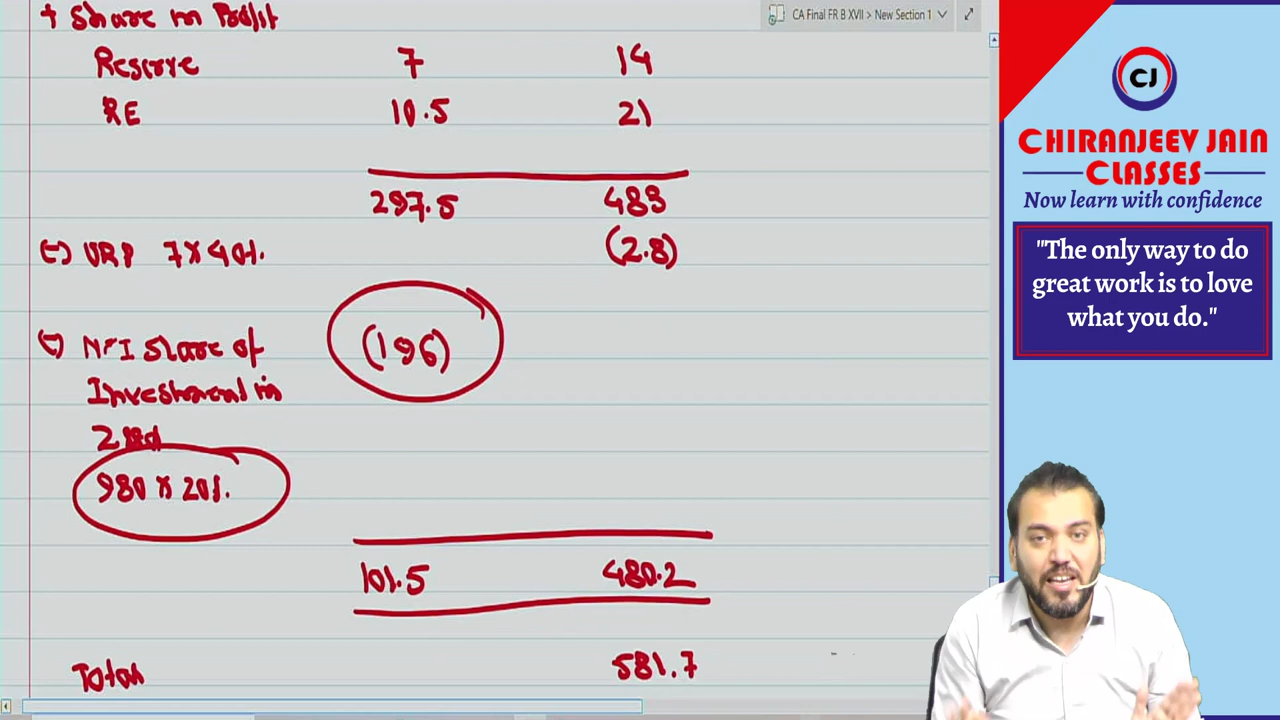 + Share in Profit
CA Final FR B XVII > New Section 1
Reserve 7 14
RE 10.5 21
297.5 483
(-) URP 7 x 40%. (2.8)
(-) NCI Share of (196)
Investment in
980 x 20%.
101.5 480.2
Total 581.7
CJ
CHIRANJEEV JAIN
CLASSES
Now learn with confidence
"The only way to do
great work is to love
what you do."